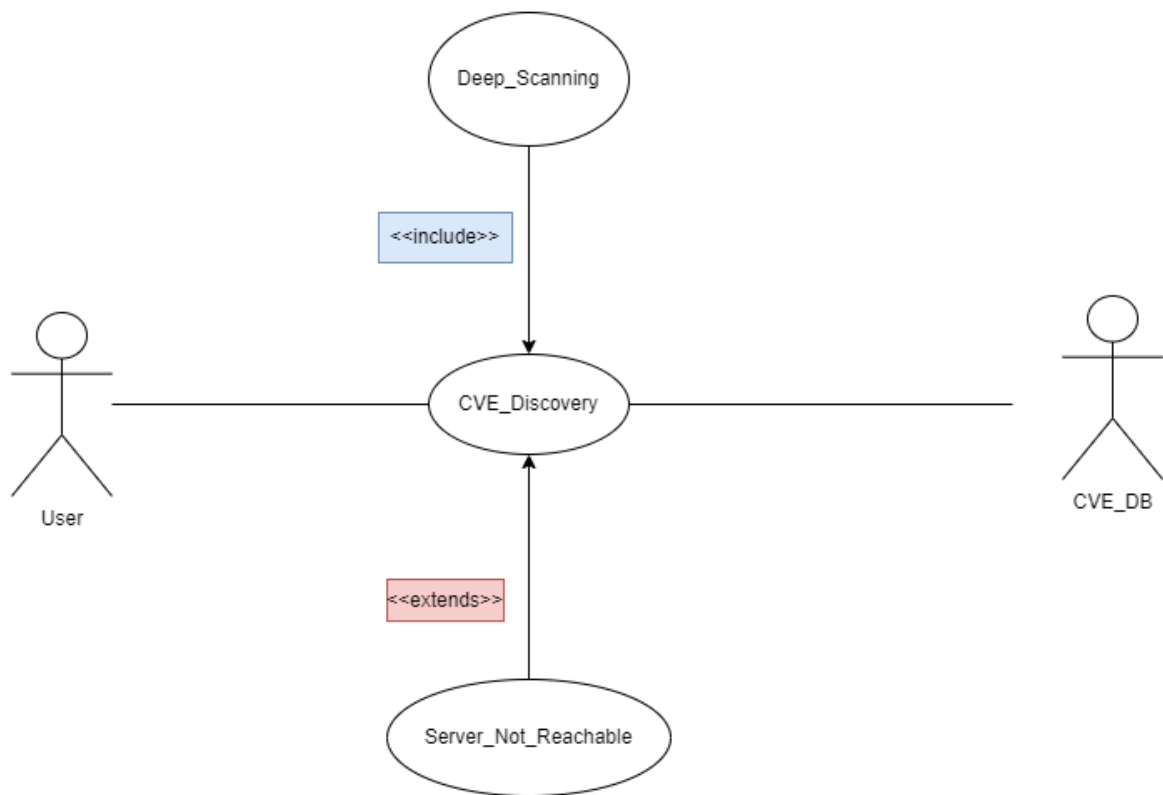 Deep_Scanning
<<include>>
CVE_Discovery
User
CVE_DB
<<extends>>
Server_Not_Reachable